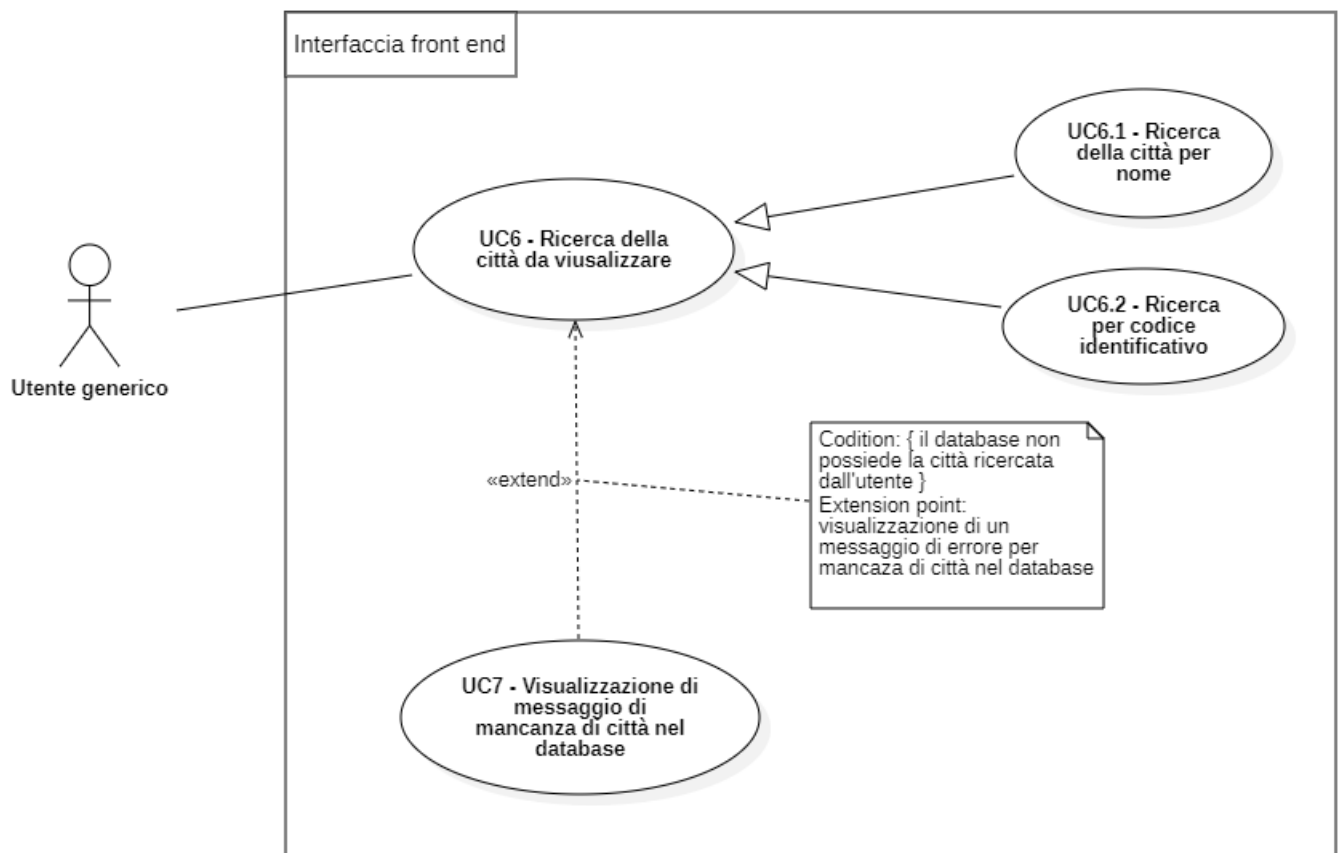 Interfaccia front end
UC6.1 - Ricerca
della città per
nome
UC6 - Ricerca della
città da viusalizzare
UC6.2 - Ricerca
per codice
identificativo
Utente generico
Codition: { il database non
possiede la città ricercata
dall'utente }
Extension point:
visualizzazione di un
messaggio di errore per
mancaza di città nel database
«extend»
UC7 - Visualizzazione di
messaggio di
mancanza di città nel
database